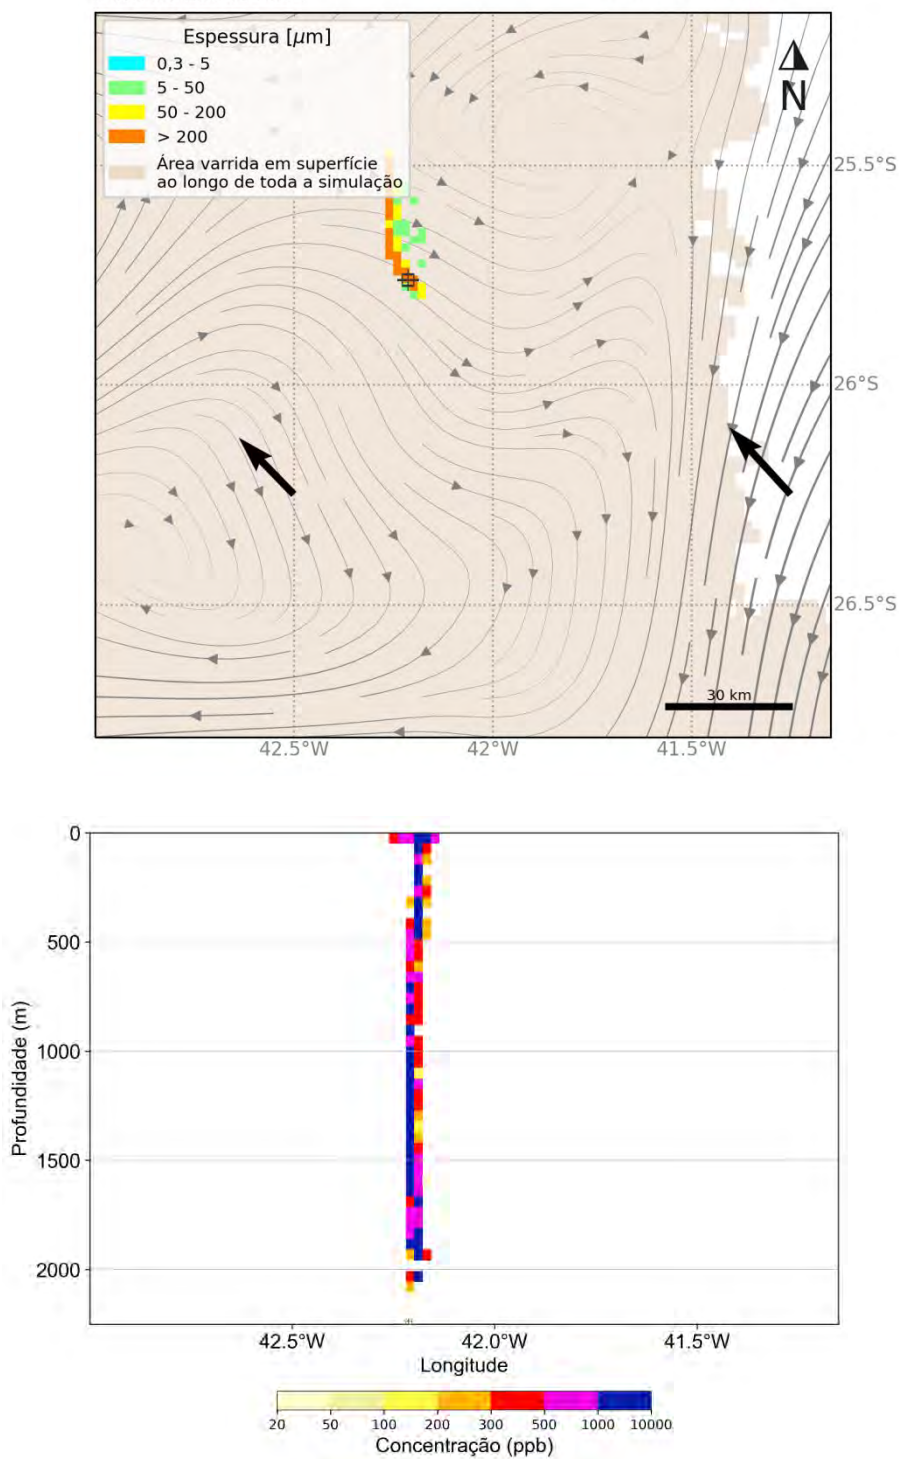 Espessura [μm]
0,3 - 5
5 - 50
50 - 200
> 200
Área varrida em superfície
ao longo de toda a simulação
N
25.5°S
26°S
26.5°S
30 km
42.5°W 42°W 41.5°W
0
500
1000
1500
2000
Profundidade (m)
42.5°W 42.0°W 41.5°W
Longitude
20 50 100 200 300 500 1000 10000
Concentração (ppb)